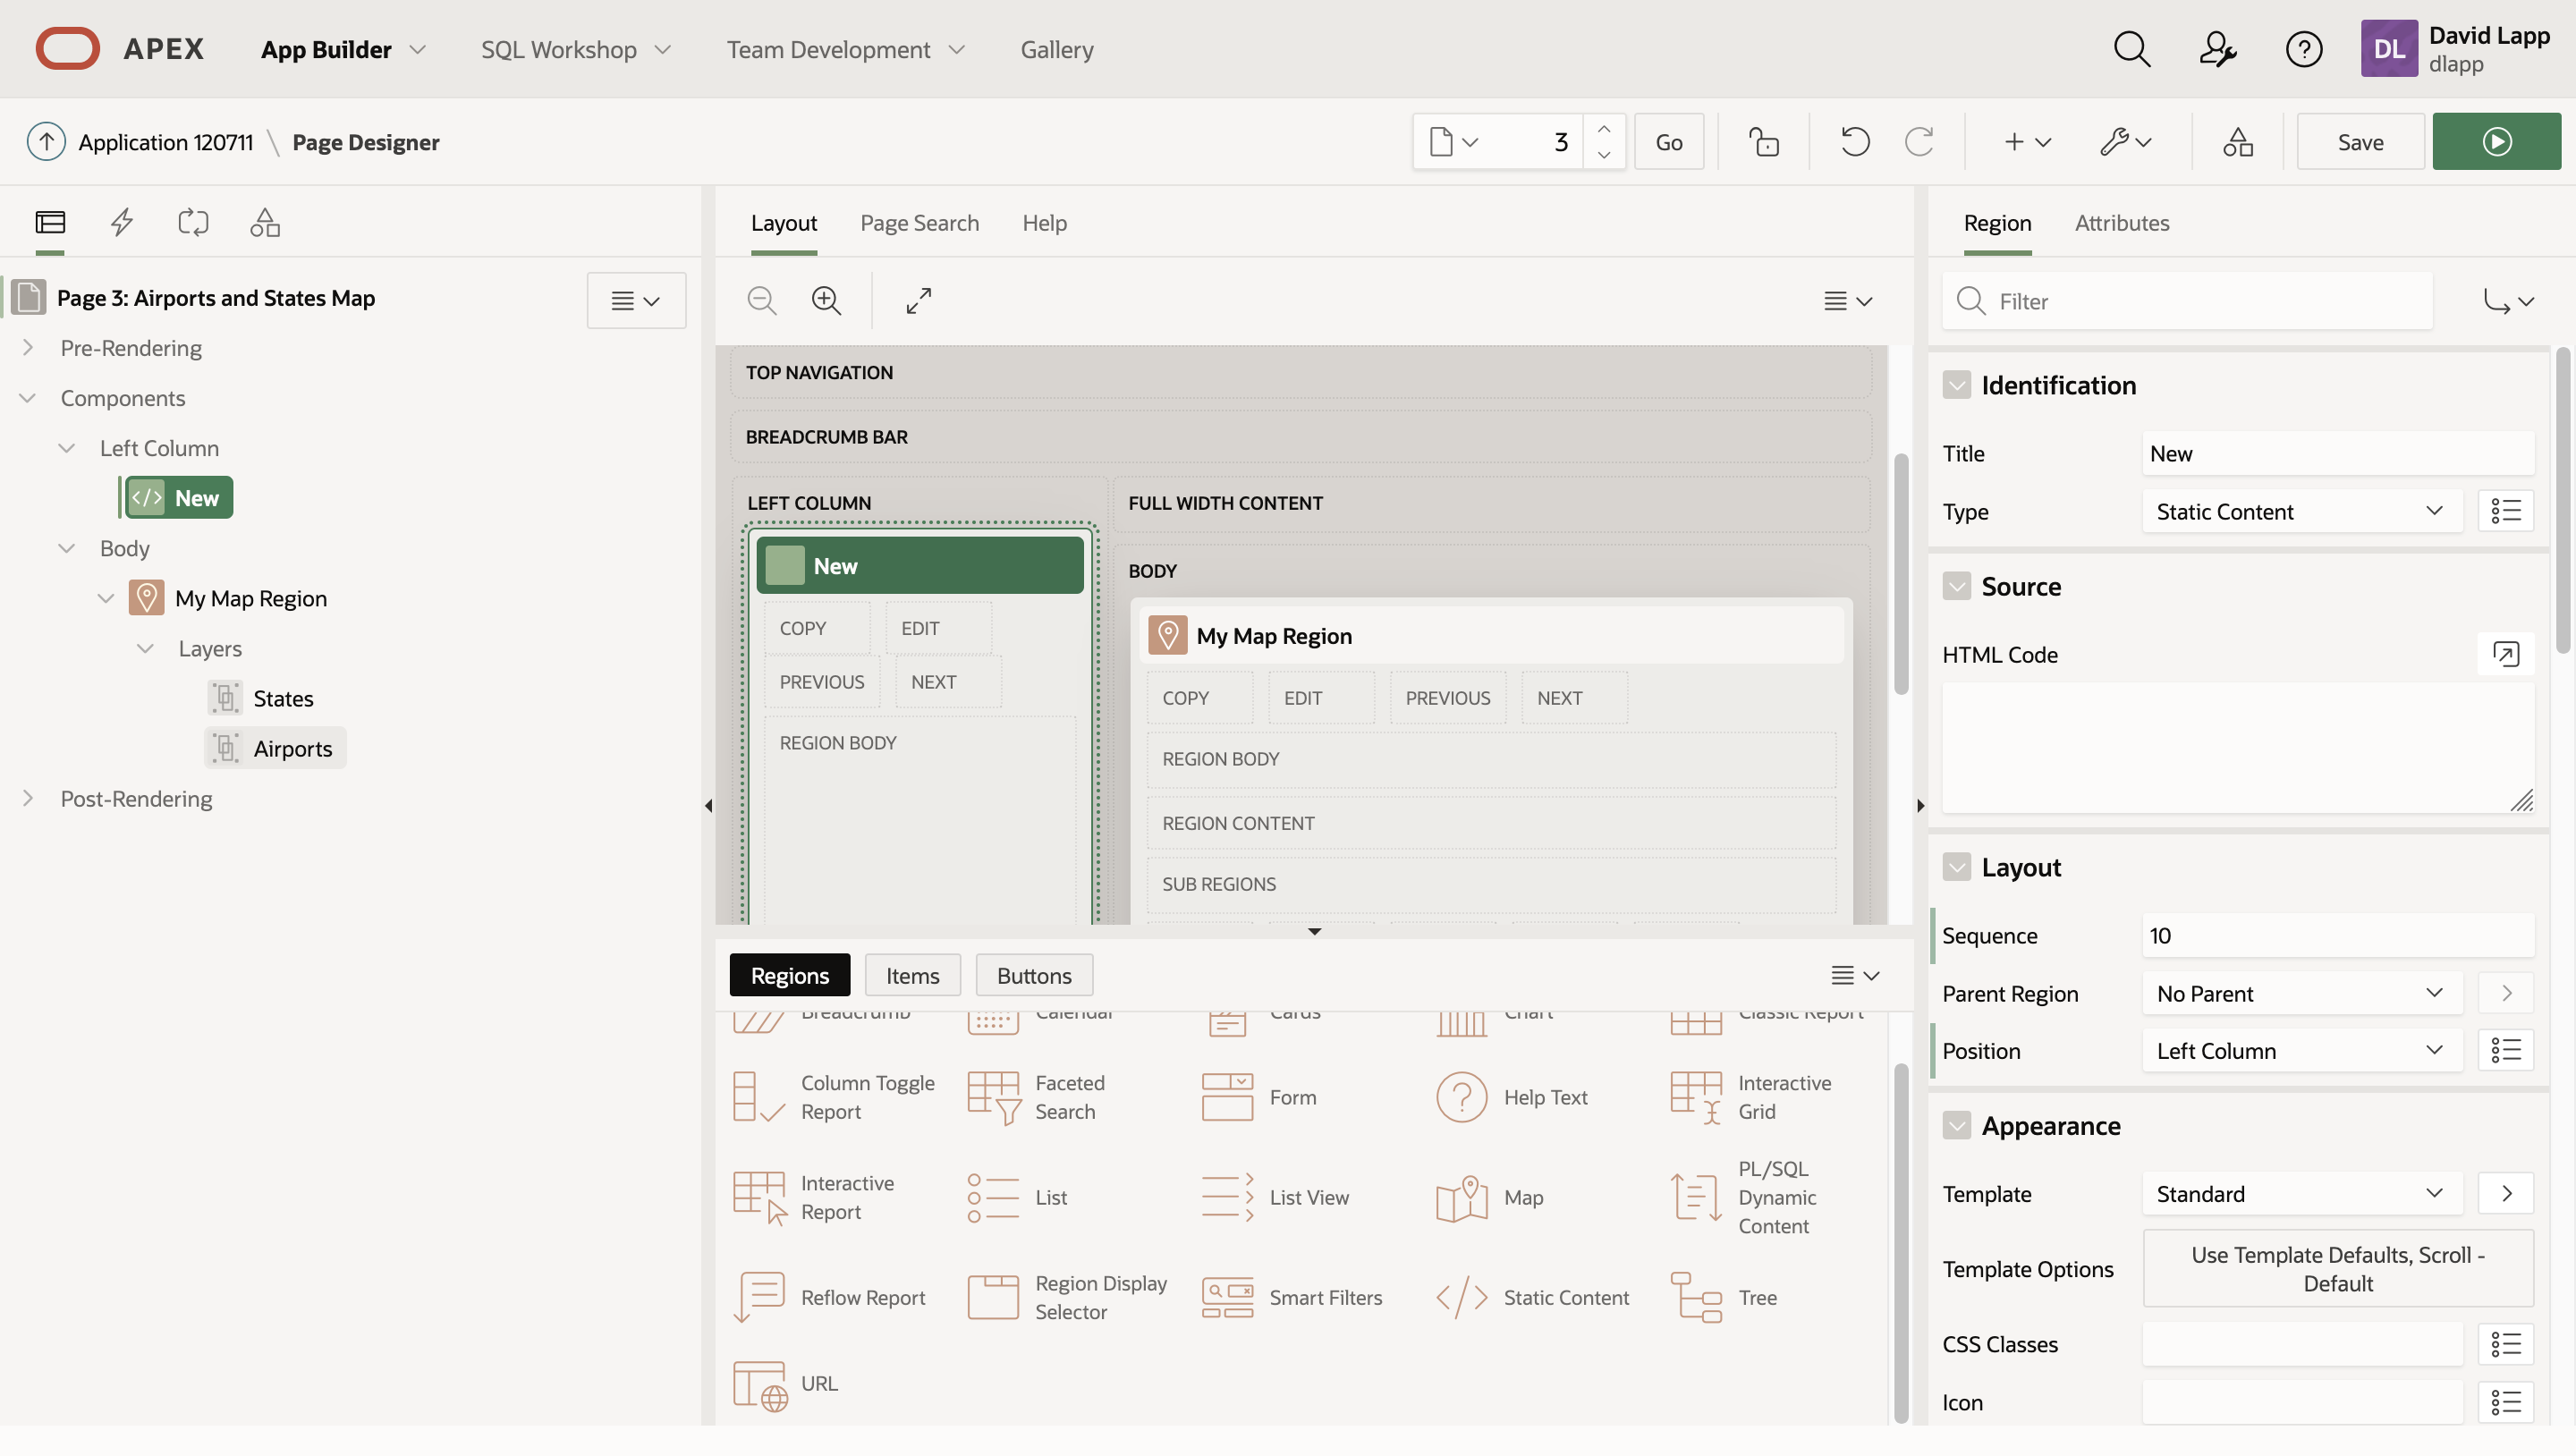 APEX
App Builder
SQL Workshop
Team Development
Gallery
DL
David Lapp
dlapp
Application 120711 \ Page Designer
3
Go
Save
Page 3: Airports and States Map
Pre-Rendering
Components
Left Column
</> New
Body
My Map Region
Layers
States
Airports
Post-Rendering
Layout
Page Search
Help
TOP NAVIGATION
BREADCRUMB BAR
LEFT COLUMN
New
COPY
EDIT
PREVIOUS
NEXT
REGION BODY
FULL WIDTH CONTENT
BODY
My Map Region
COPY
EDIT
PREVIOUS
NEXT
REGION BODY
REGION CONTENT
SUB REGIONS
Regions
Items
Buttons
Breadcrumb
Calendar
Cards
Chart
Classic Report
Column Toggle
Report
Faceted
Search
Form
Help Text
Interactive
Grid
Interactive
Report
List
List View
Map
PL/SQL
Dynamic
Content
Reflow Report
Region Display
Selector
Smart Filters
Static Content
Tree
URL
Region
Attributes
Filter
Identification
Title
New
Type
Static Content
Source
HTML Code
Layout
Sequence
10
Parent Region
No Parent
Position
Left Column
Appearance
Template
Standard
Template Options
Use Template Defaults, Scroll -
Default
CSS Classes
Icon